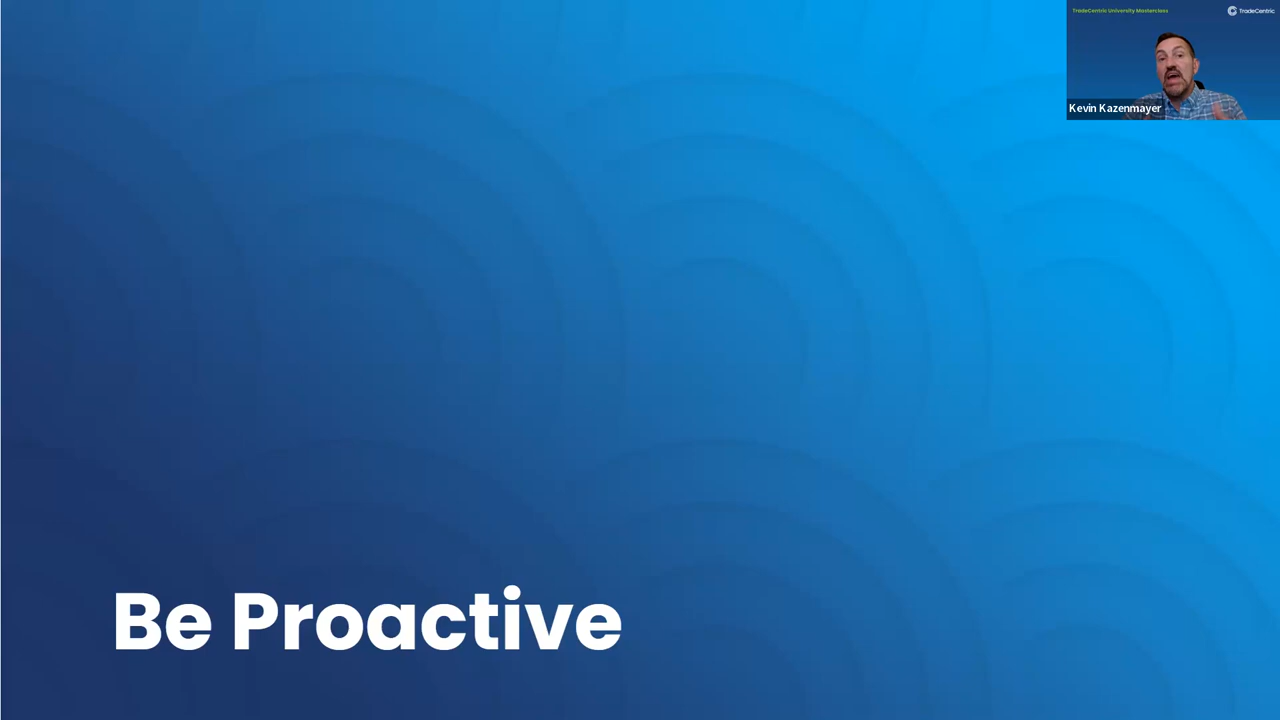 TradeCentric University Masterclass
TradeCentric
Kevin Kazenmayer
Be Proactive